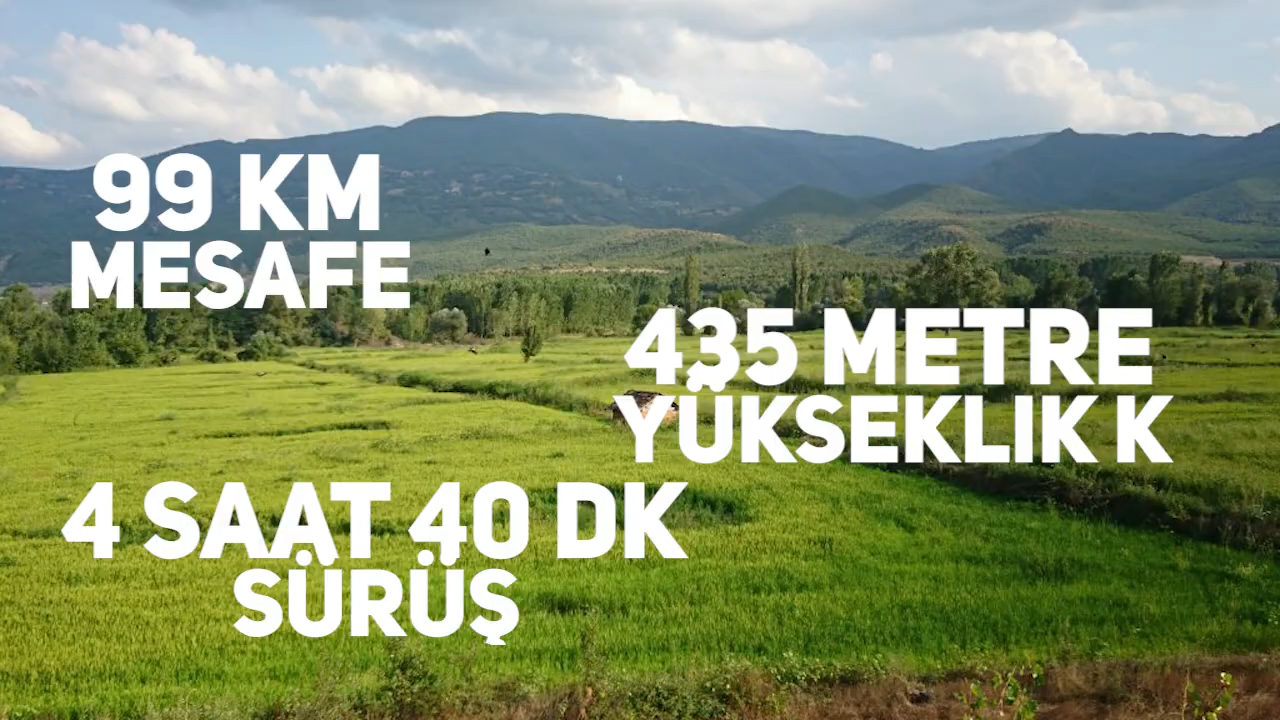 99 KM
MESAFE
435 METRE
YÜKSEKLIK K
4 SAAT 40 DK
SÜRÜŞ